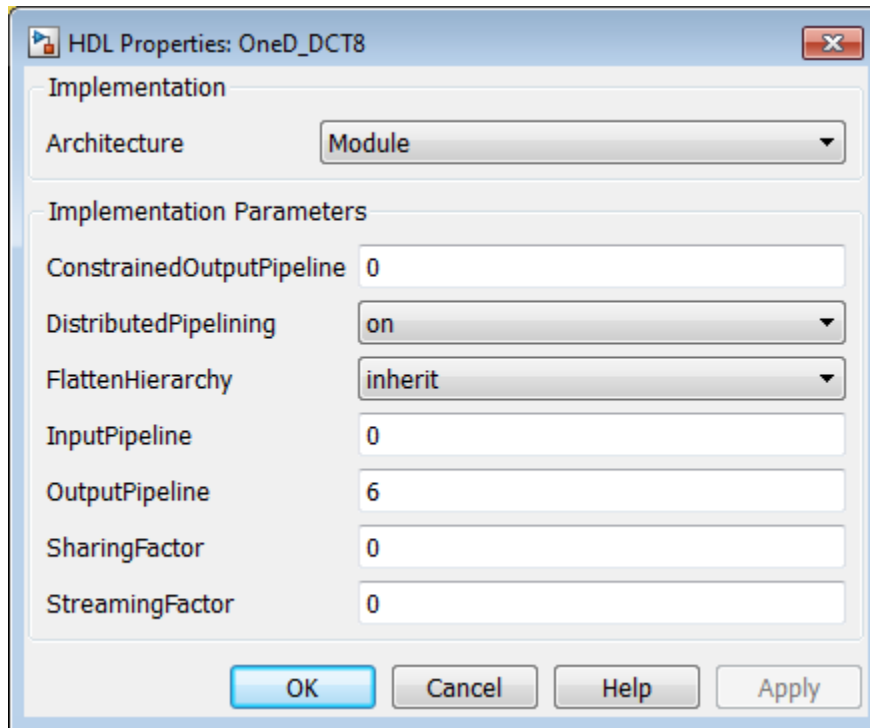 HDL Properties: OneD_DCT8
Implementation
Architecture Module
Implementation Parameters
ConstrainedOutputPipeline 0
DistributedPipelining on
FlattenHierarchy inherit
InputPipeline 0
OutputPipeline 6
SharingFactor 0
StreamingFactor 0
OK Cancel Help Apply